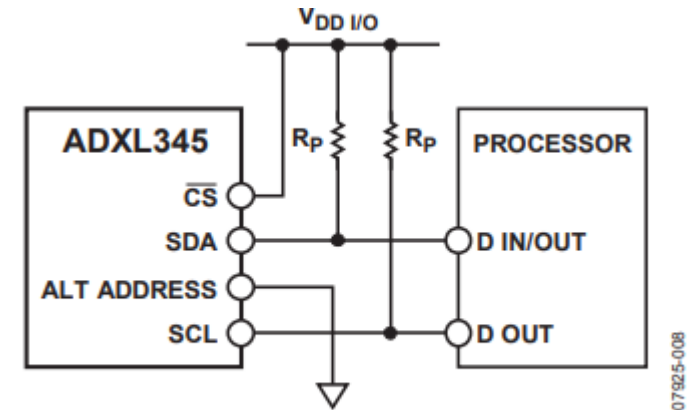 VDD I/O
ADXL345
RP
RP
PROCESSOR
CS
SDA
D IN/OUT
ALT ADDRESS
SCL
D OUT
07925-008